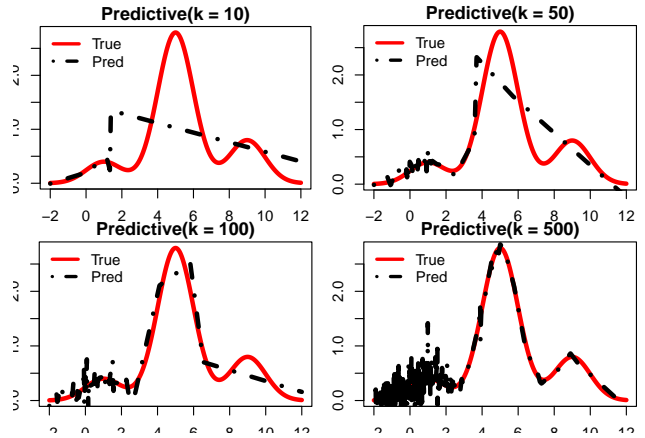 Predictive(k = 10)
True
Pred
0.0 1.0 2.0
−2 0 2 4 6 8 10 12
Predictive(k = 50)
True
Pred
0.0 1.0 2.0
−2 0 2 4 6 8 10 12
Predictive(k = 100)
True
Pred
0.0 1.0 2.0
−2 0 2 4 6 8 10 12
Predictive(k = 500)
True
Pred
0.0 1.0 2.0
−2 0 2 4 6 8 10 12